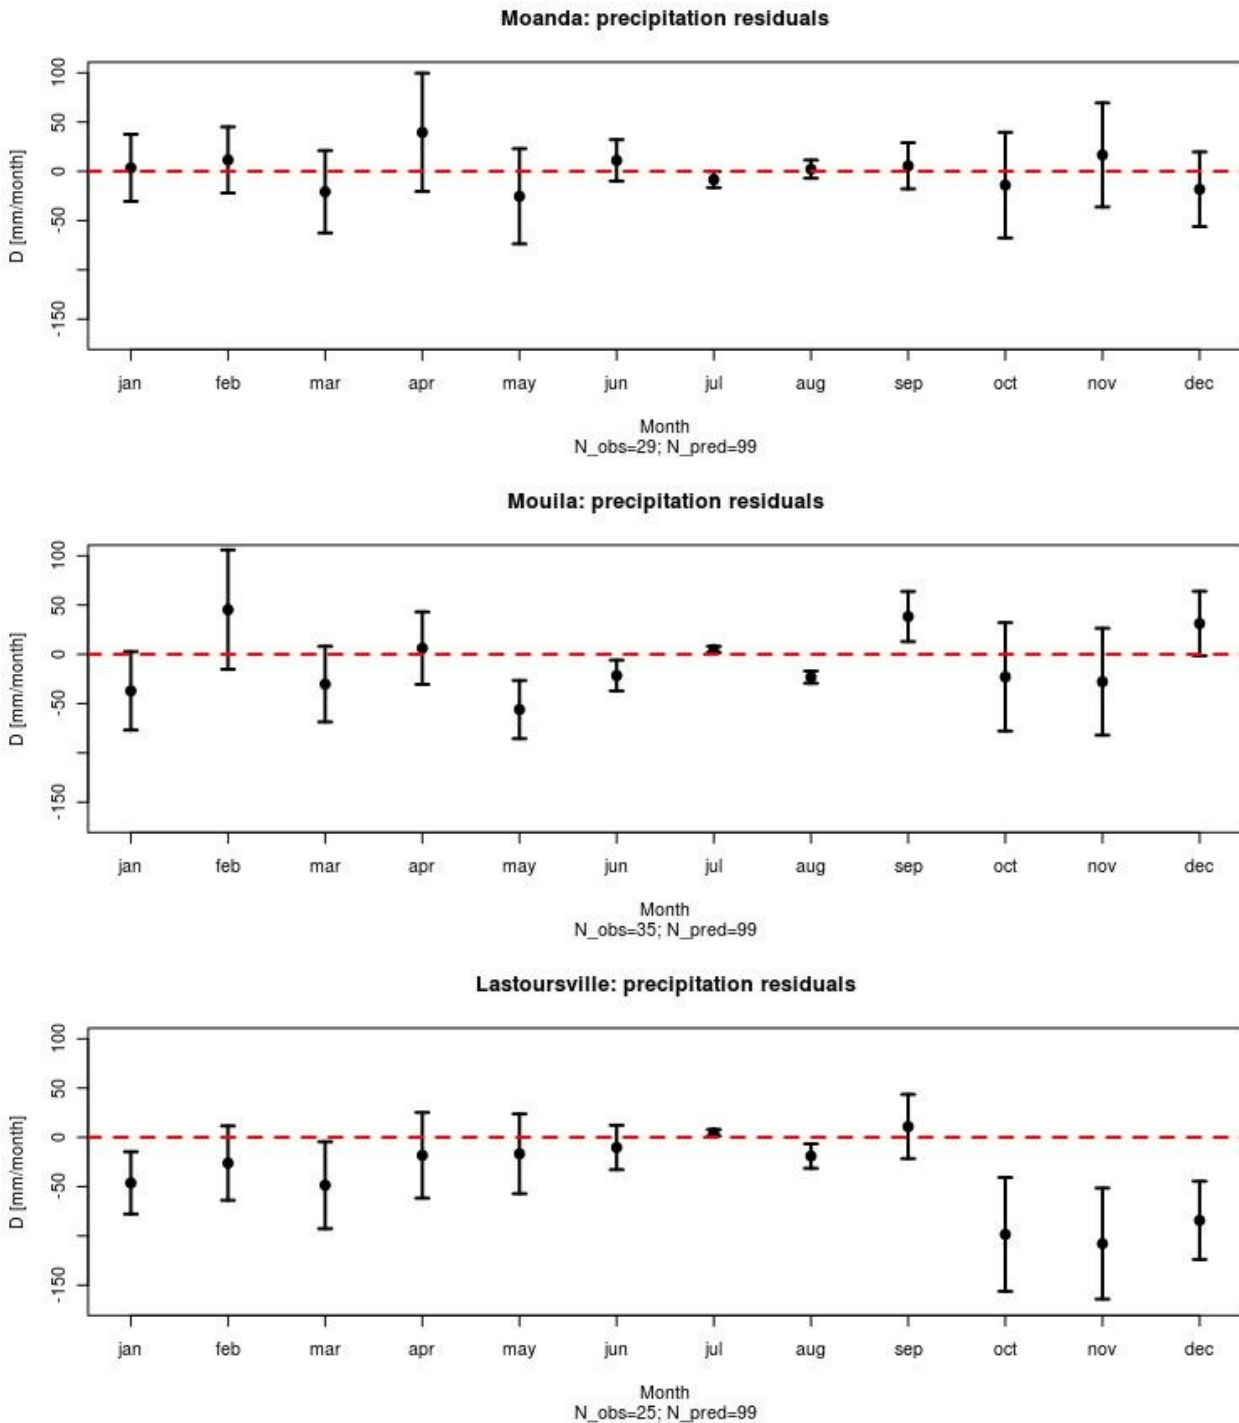 Moanda: precipitation residuals
100
50
0
-50
-150
D [mm/month]
jan feb mar apr may jun jul aug sep oct nov dec
Month
N_obs=29; N_pred=99
Mouila: precipitation residuals
100
50
0
-50
-150
D [mm/month]
jan feb mar apr may jun jul aug sep oct nov dec
Month
N_obs=35; N_pred=99
Lastoursville: precipitation residuals
100
50
0
-50
-150
D [mm/month]
jan feb mar apr may jun jul aug sep oct nov dec
Month
N_obs=25; N_pred=99